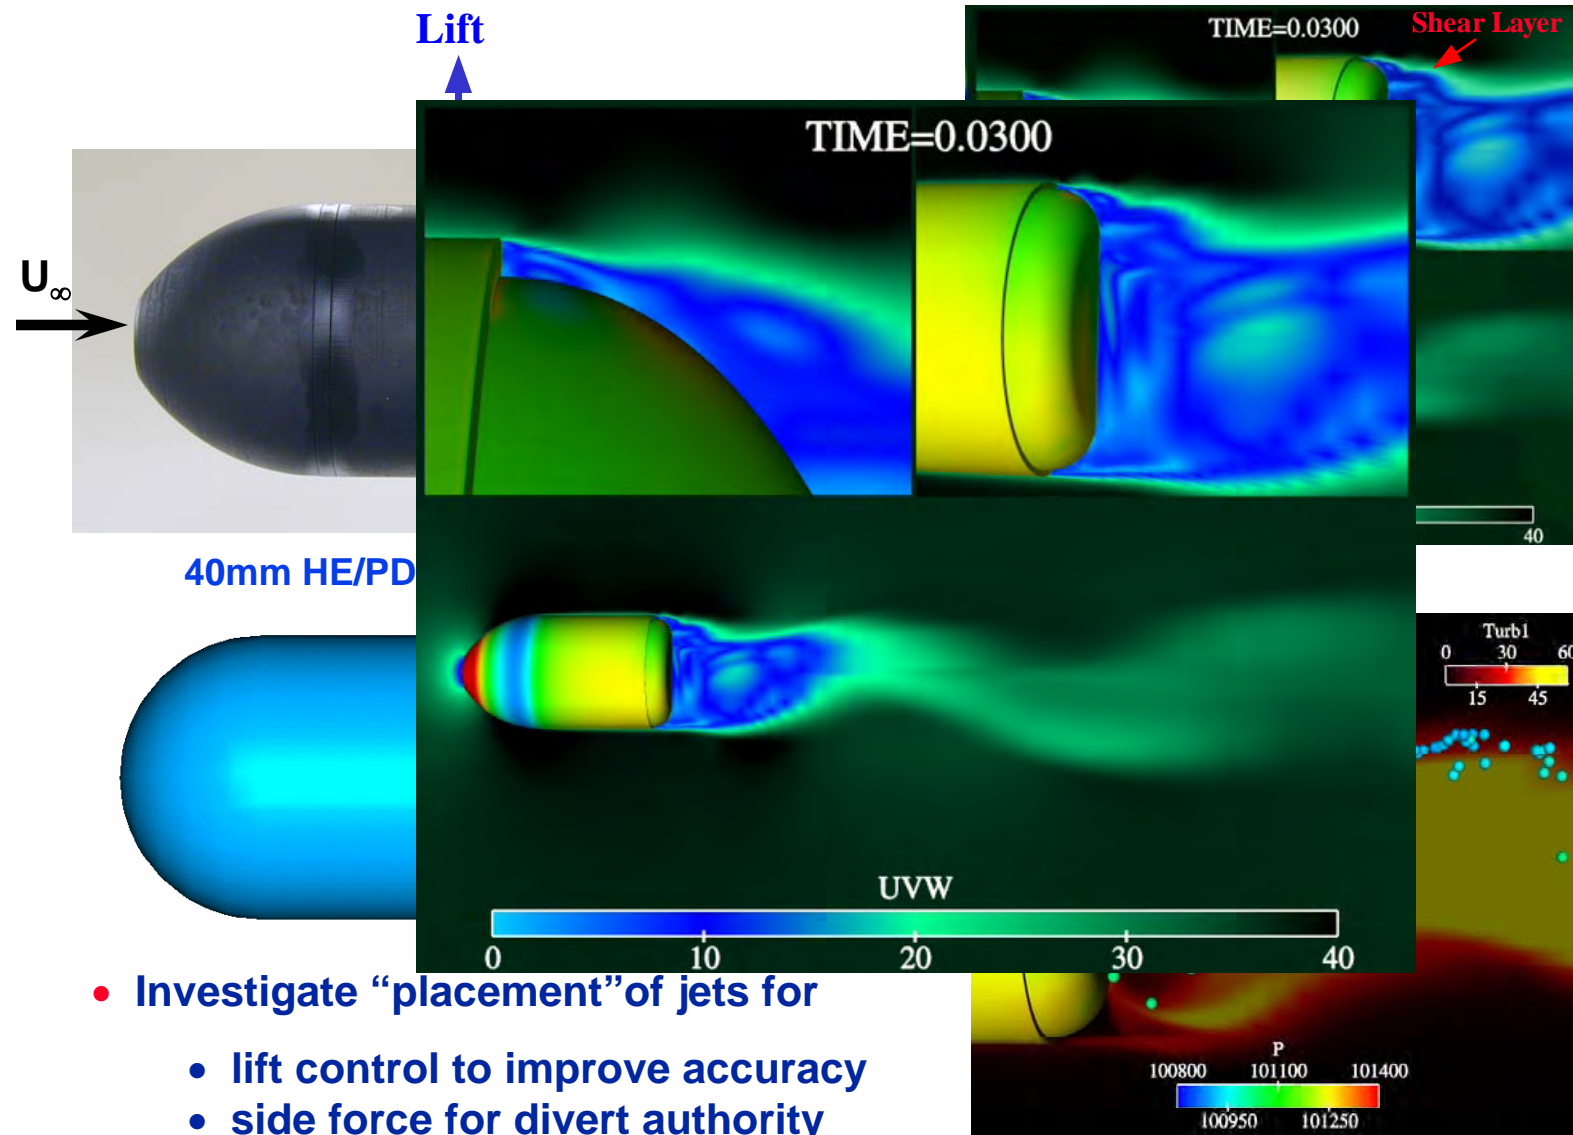 Lift
TIME=0.0300
Shear Layer
TIME=0.0300
U∞
40
40mm HE/PD
Turb1
0 30 60
15 45
UVW
0 10 20 30 40
• Investigate “placement”of jets for
• lift control to improve accuracy
• side force for divert authority
P
100800 101100 101400
100950 101250